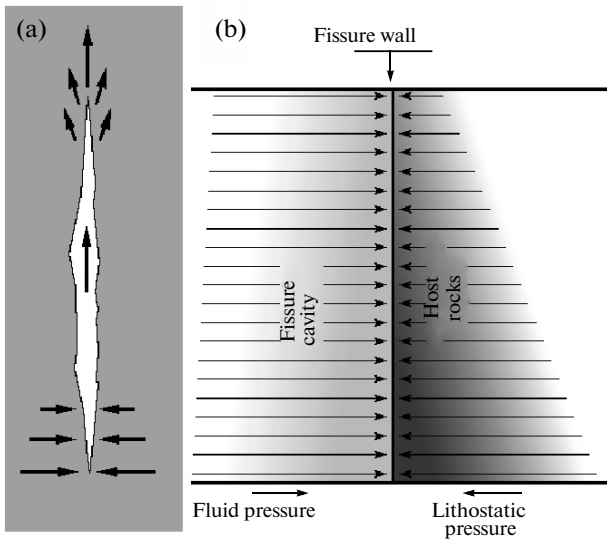 (a)
(b)
Fissure wall
Fissure
cavity
Host
rocks
Fluid pressure
Lithostatic
pressure